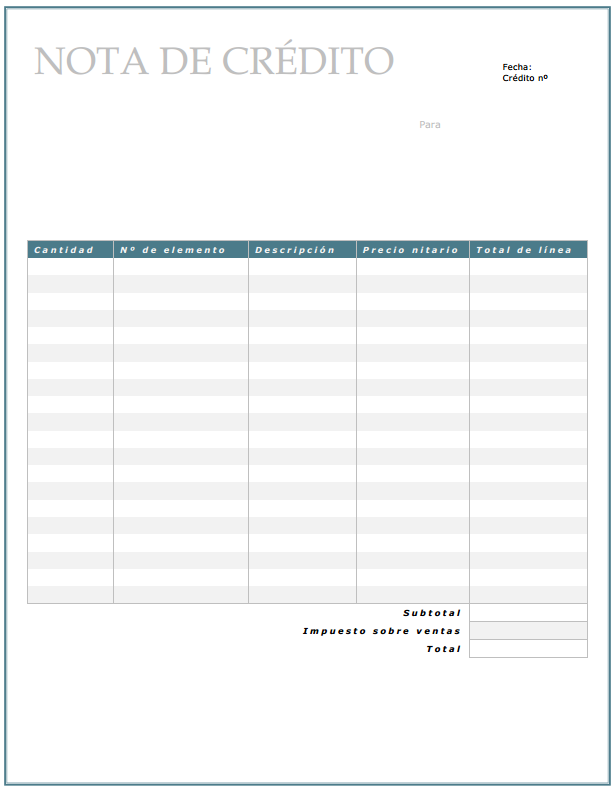 NOTA DE CRÉDITO
Fecha:
Crédito nº
Para
Cantidad Nº de elemento Descripción Precio nitario Total de línea
Subtotal
Impuesto sobre ventas
Total